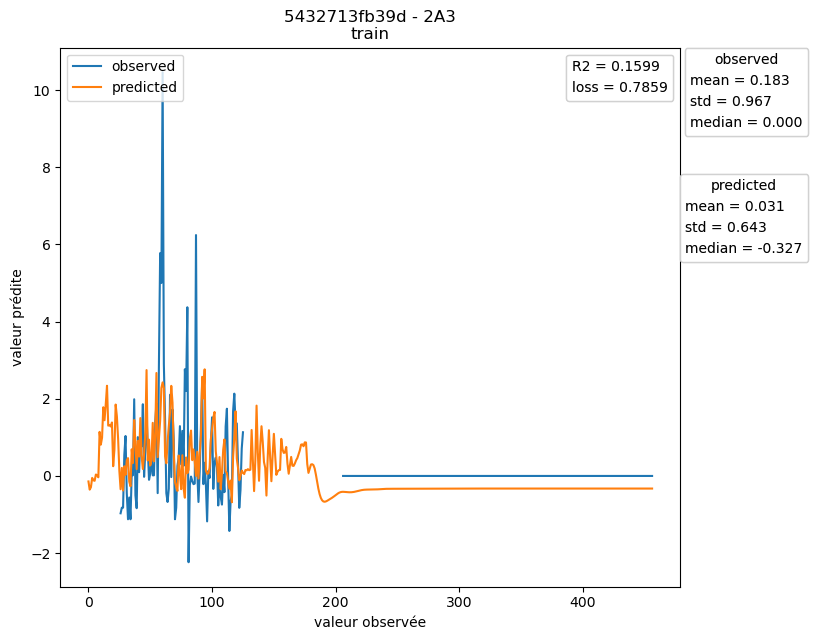 5432713fb39d - 2A3
train
observed
predicted
R2 = 0.1599
loss = 0.7859
observed
mean = 0.183
std = 0.967
median = 0.000
predicted
mean = 0.031
std = 0.643
median = -0.327
valeur prédite
10
8
6
4
2
0
−2
0
100
200
300
400
valeur observée